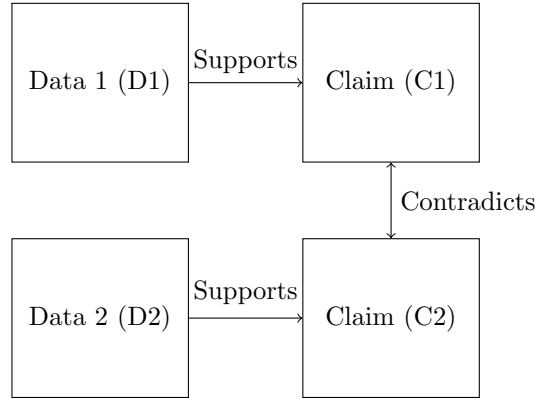 Data 1 (D1)
Supports
Claim (C1)
Contradicts
Data 2 (D2)
Supports
Claim (C2)